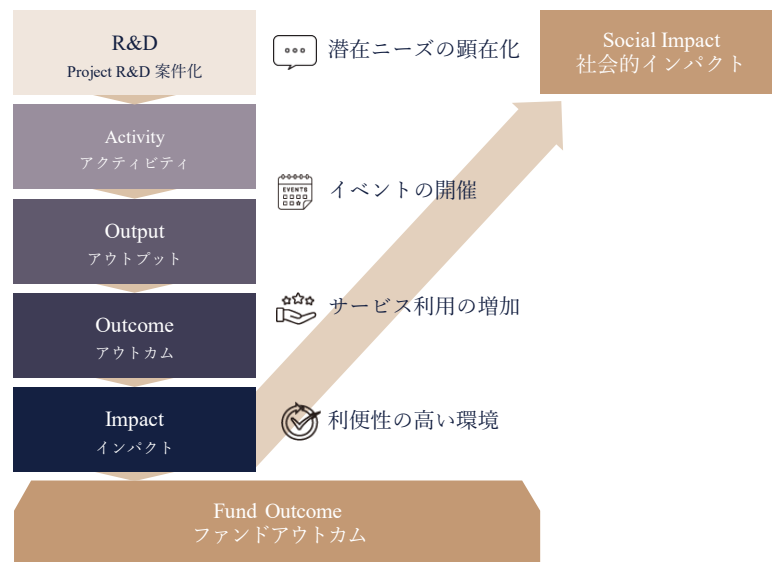 R&D
Project R&D 案件化
潜在ニーズの顕在化
Social Impact
社会的インパクト
Activity
アクティビティ
EVENTS
イベントの開催
Output
アウトプット
サービス利用の増加
Outcome
アウトカム
Impact
インパクト
利便性の高い環境
Fund Outcome
ファンドアウトカム